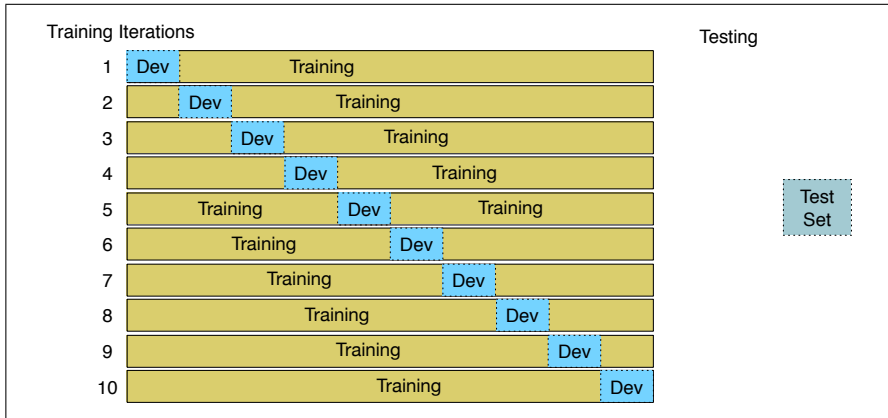 Training Iterations
Testing
1 Dev Training
2 Dev Training
3 Dev Training
4 Dev Training
5 Training Dev Training
6 Training Dev
7 Training Dev
8 Training Dev
9 Training Dev
10 Training Dev
Test
Set